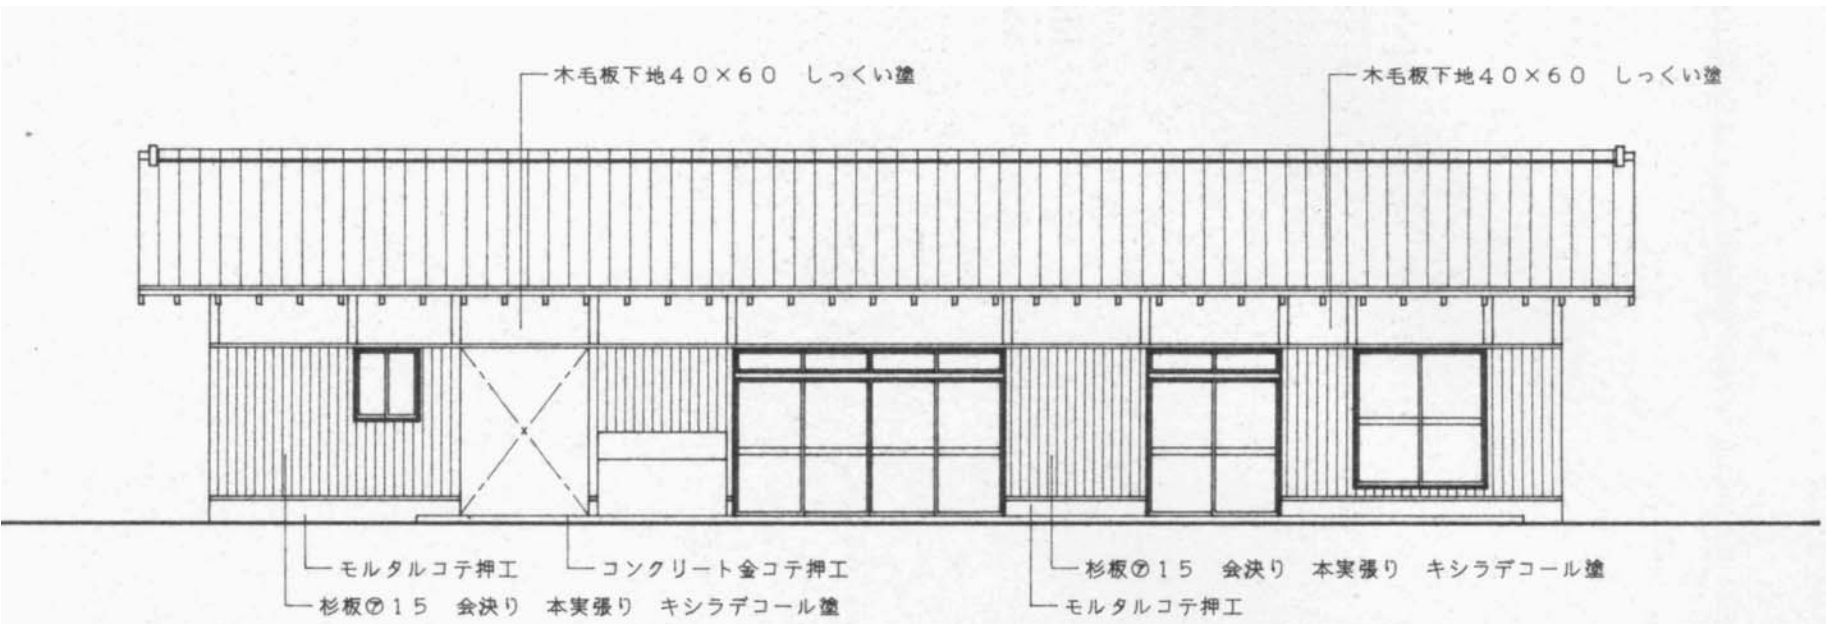 木毛板下地40×60 しっくい塗
木毛板下地40×60 しっくい塗
モルタルコテ押工
コンクリート金コテ押工
杉板㋐15 会決り 本実張り キシラデコール塗
杉板㋐15 会決り 本実張り キシラデコール塗
モルタルコテ押工